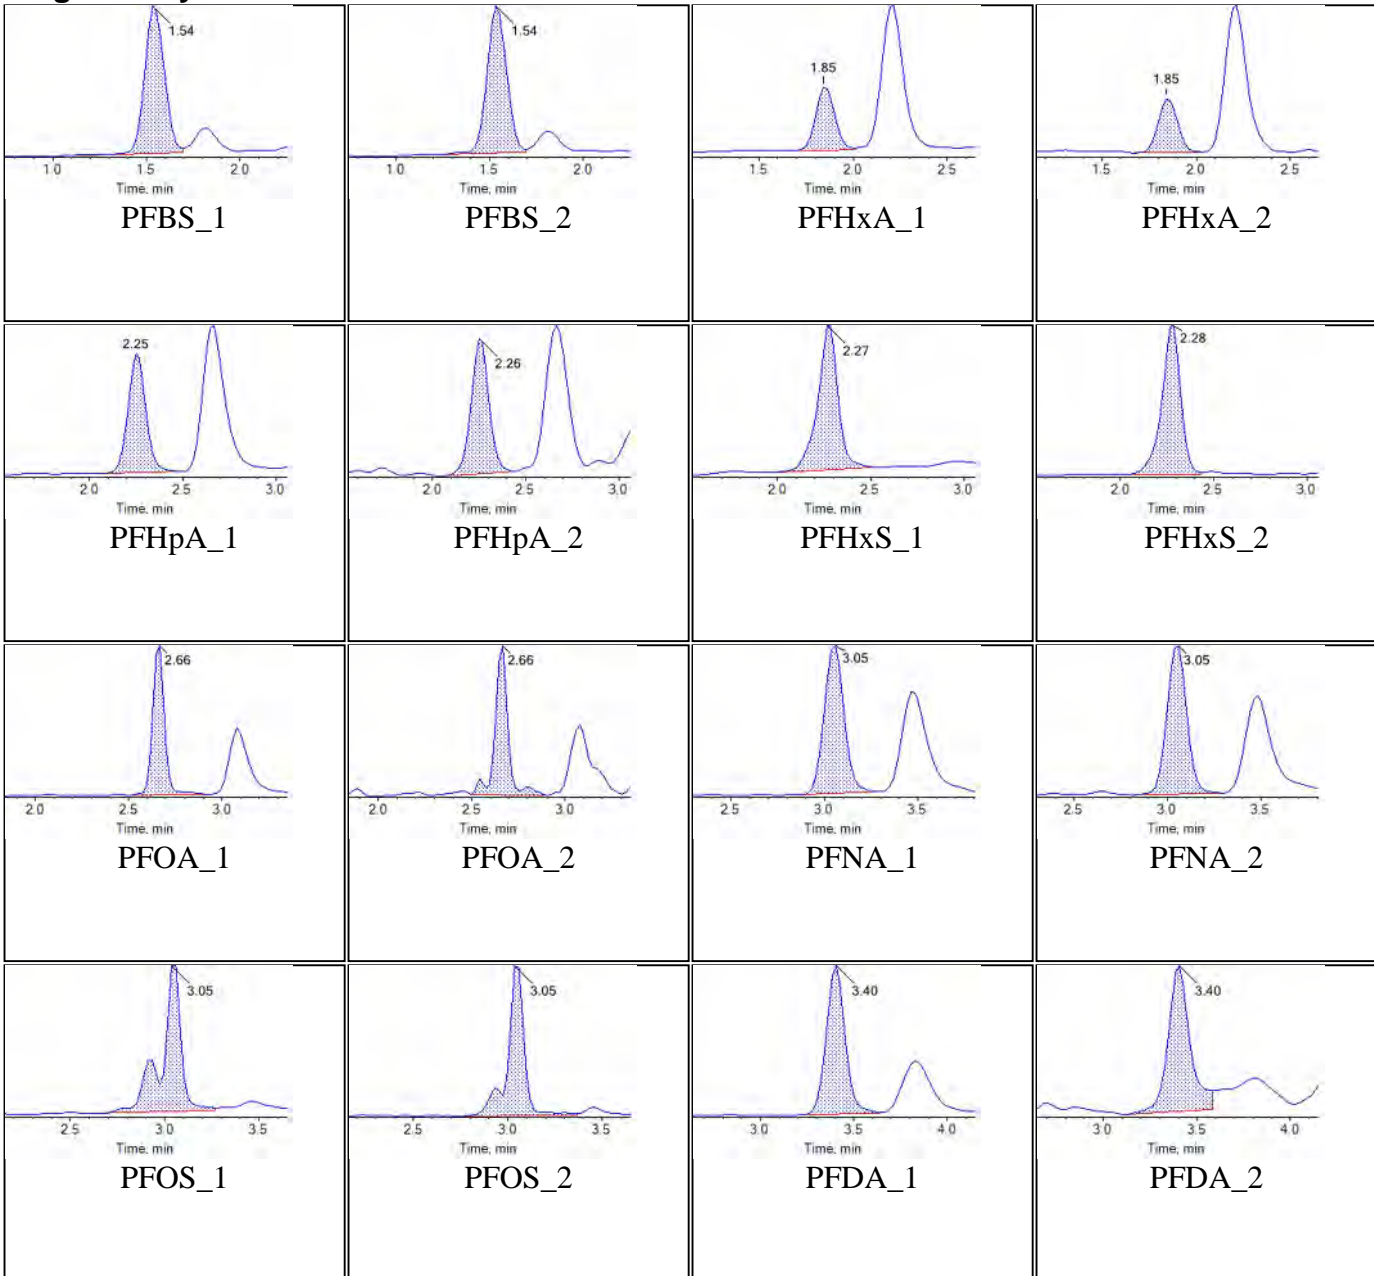 1.54
1.0 1.5 2.0
Time, min
PFBS_1
1.54
1.0 1.5 2.0
Time, min
PFBS_2
1.85
1.5 2.0 2.5
Time, min
PFHxA_1
1.85
1.5 2.0 2.5
Time, min
PFHxA_2
2.25
2.0 2.5 3.0
Time, min
PFHpA_1
2.26
2.0 2.5 3.0
Time, min
PFHpA_2
2.27
2.0 2.5 3.0
Time, min
PFHxS_1
2.28
2.0 2.5 3.0
Time, min
PFHxS_2
2.66
2.0 2.5 3.0
Time, min
PFOA_1
2.66
2.0 2.5 3.0
Time, min
PFOA_2
3.05
2.5 3.0 3.5
Time, min
PFNA_1
3.05
2.5 3.0 3.5
Time, min
PFNA_2
3.05
2.5 3.0 3.5
Time, min
PFOS_1
3.05
2.5 3.0 3.5
Time, min
PFOS_2
3.40
3.0 3.5 4.0
Time, min
PFDA_1
3.40
3.0 3.5 4.0
Time, min
PFDA_2